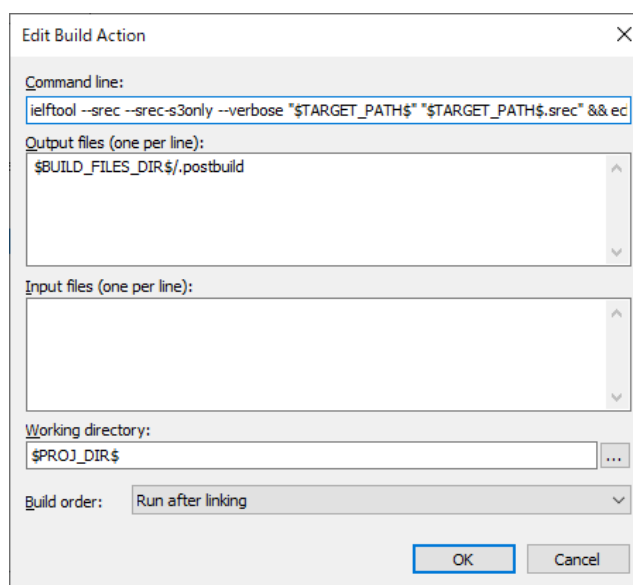 Edit Build Action
Command line:
ielftool --srec --srec-s3only --verbose "$TARGET_PATH$" "$TARGET_PATH$.srec" && ec
Output files (one per line):
$BUILD_FILES_DIR$/.postbuild
Input files (one per line):
Working directory:
$PROJ_DIR$
...
Build order:
Run after linking
OK
Cancel